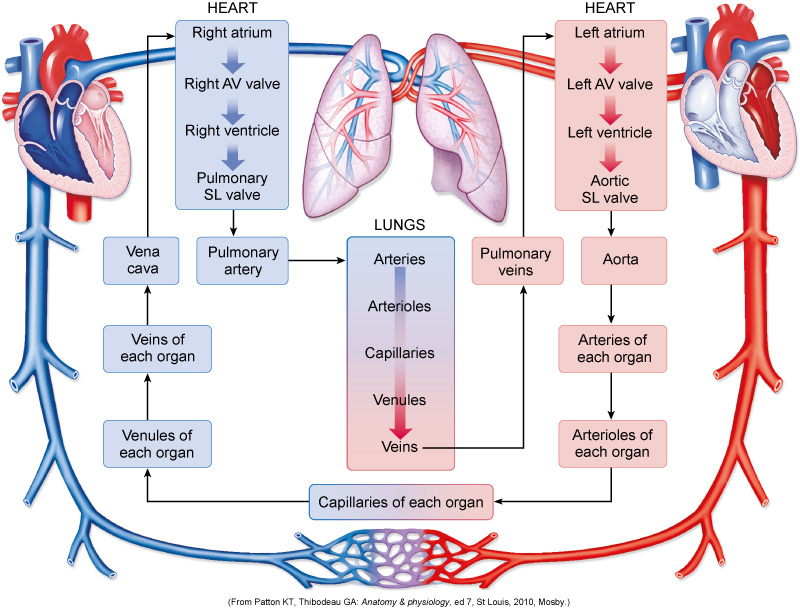 HEART
Right atrium
Right AV valve
Right ventricle
Pulmonary
SL valve
Vena
cava
Pulmonary
artery
Veins of
each organ
Venules of
each organ
LUNGS
Arteries
Arterioles
Capillaries
Venules
Veins
Pulmonary
veins
HEART
Left atrium
Left AV valve
Left ventricle
Aortic
SL valve
Aorta
Arteries of
each organ
Arterioles of
each organ
Capillaries of each organ
(From Patton KT, Thibodeau GA: Anatomy & physiology, ed 7, St Louis, 2010, Mosby.)